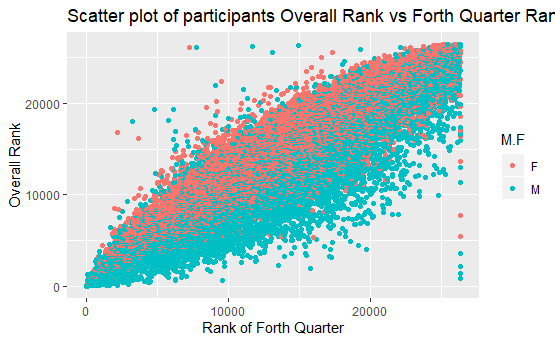 Scatter plot of participants Overall Rank vs Forth Quarter Ran
Overall Rank
20000
10000
0
0
10000
20000
Rank of Forth Quarter
M.F
F
M